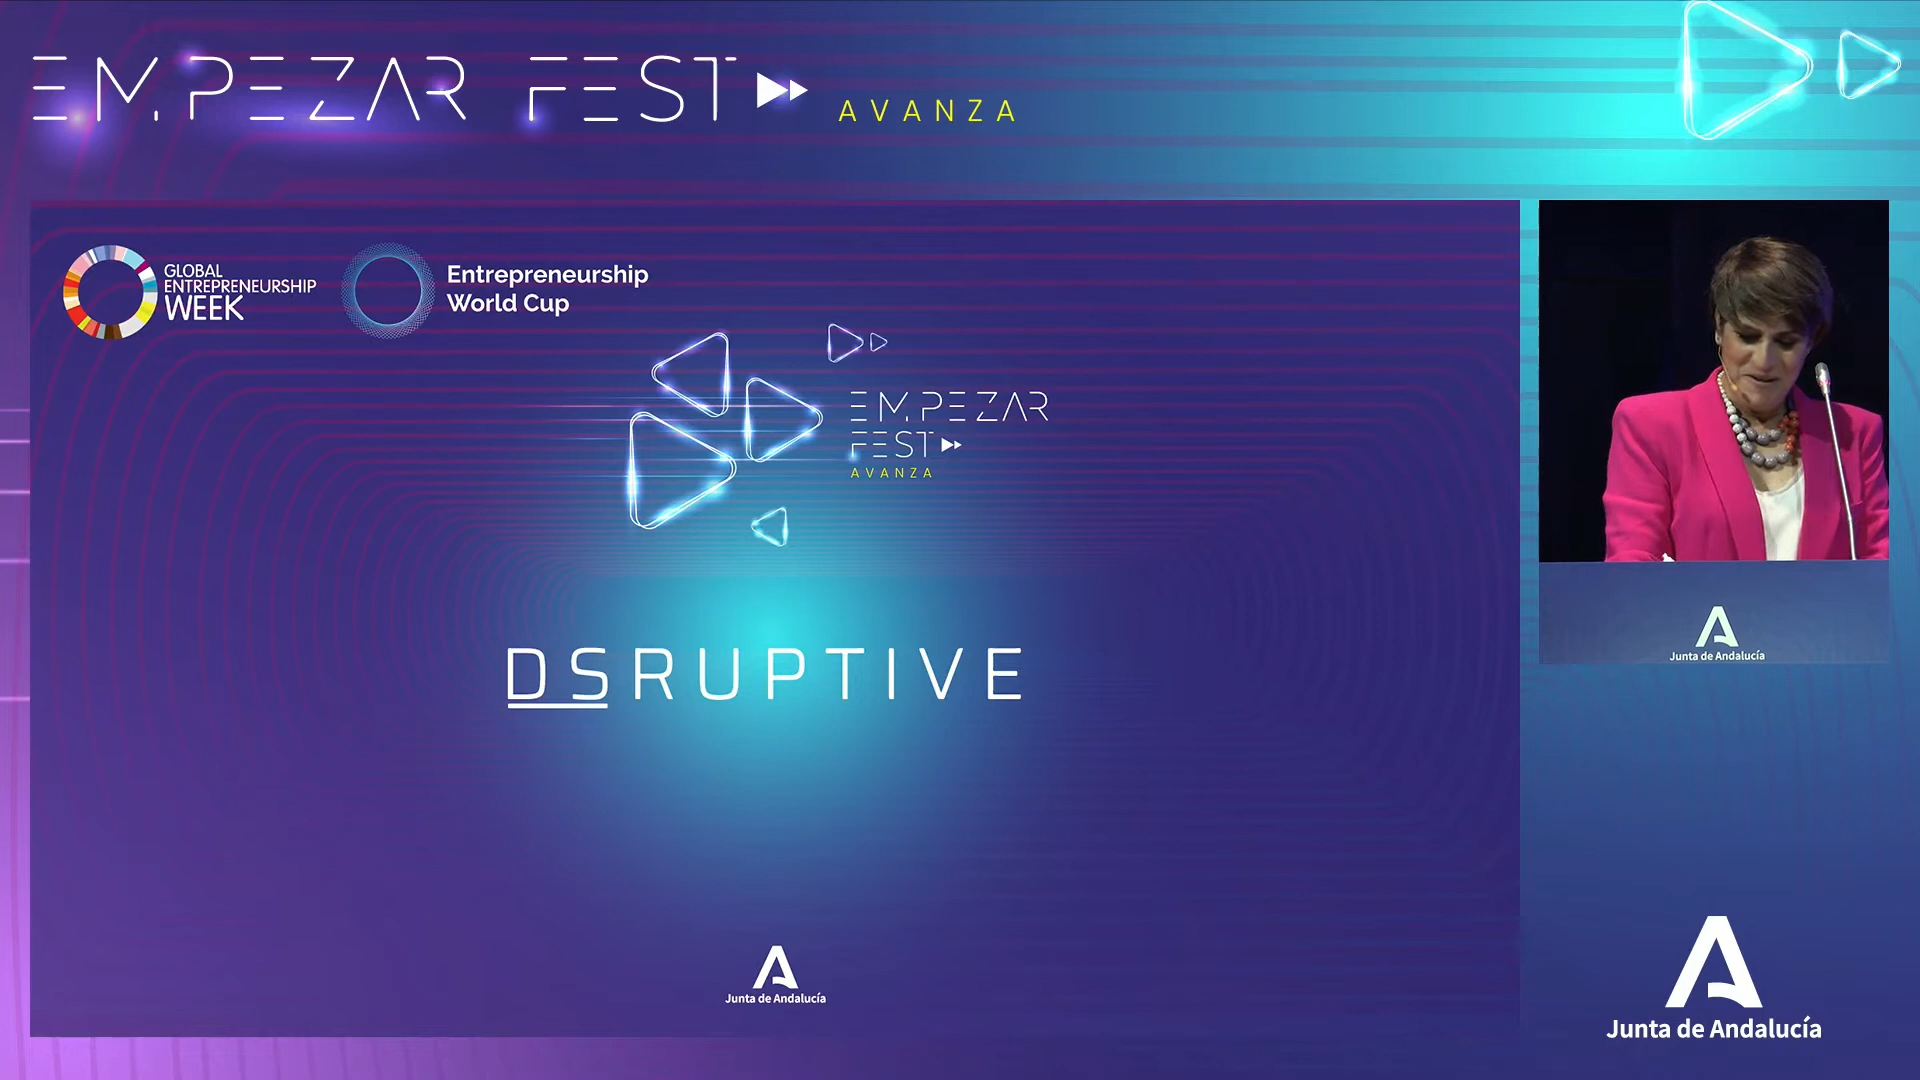 EMPEZAR FEST
AVANZA
GLOBAL
ENTREPRENEURSHIP
WEEK
Entrepreneurship
World Cup
EMPEZAR
FEST
AVANZA
DSRUPTIVE
Junta de Andalucía
Junta de Andalucía
Junta de Andalucía